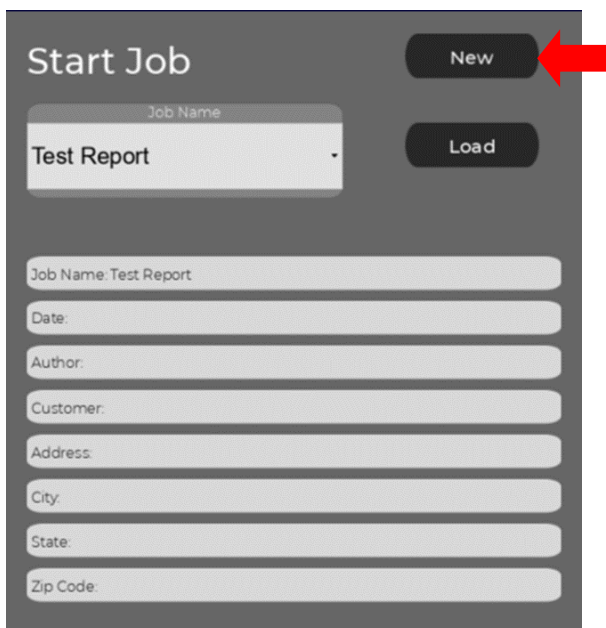 Start Job
New
Job Name
Test Report
Load
Job Name: Test Report
Date:
Author:
Customer:
Address:
City:
State:
Zip Code: